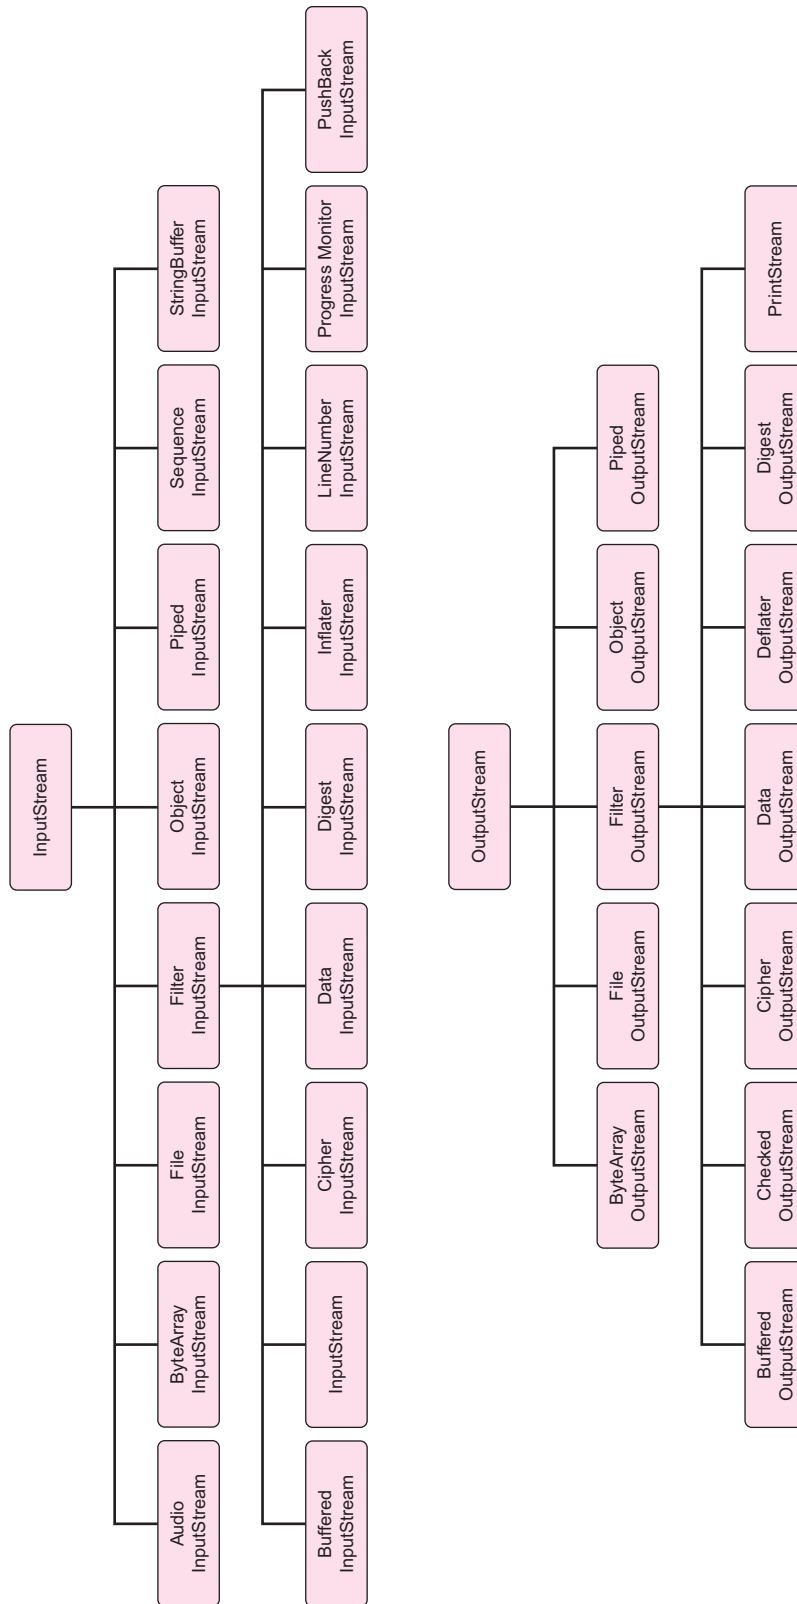 InputStream
Audio
InputStream
ByteArray
InputStream
File
InputStream
Filter
InputStream
Object
InputStream
Piped
InputStream
Sequence
InputStream
StringBuffer
InputStream
Buffered
InputStream
InputStream
Cipher
InputStream
Data
InputStream
Digest
InputStream
Inflater
InputStream
LineNumber
InputStream
Progress Monitor
InputStream
PushBack
InputStream
OutputStream
ByteArray
OutputStream
File
OutputStream
Filter
OutputStream
Object
OutputStream
Piped
OutputStream
Buffered
OutputStream
Checked
OutputStream
Cipher
OutputStream
Data
OutputStream
Deflater
OutputStream
Digest
OutputStream
PrintStream